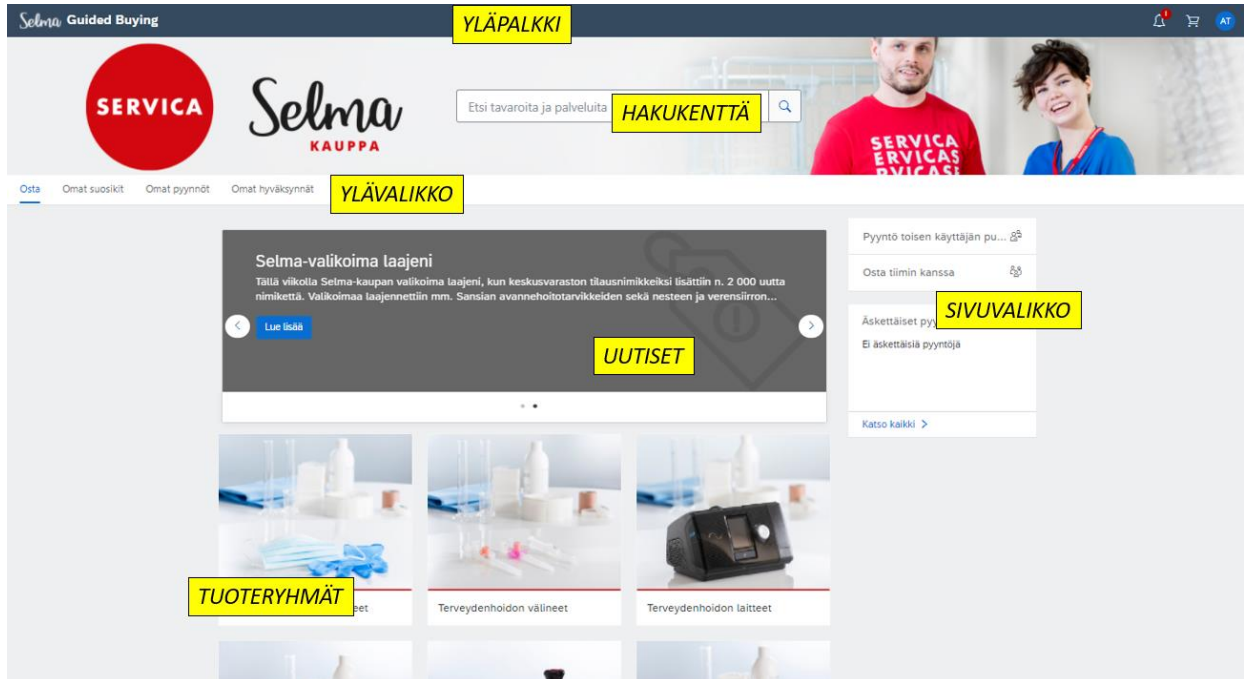 Selma Guided Buying
YLÄPALKKI
1
AT
SERVICA
Selma
KAUPPA
Etsi tavaroita ja palveluita
HAKUKENTTÄ
SERVICA
ERVICAS
RVICASE
Osta
Omat suosikit
Omat pyynnöt
Omat hyväksynnät
YLÄVALIKKO
Selma-valikoima laajeni
Tällä viikolla Selma-kaupan valikoima laajeni, kun keskusvaraston tilausnimikkeiksi lisättiin n. 2 000 uutta
nimikettä. Valikoimaa laajennettiin mm. Sansian avannehoitotarvikkeiden sekä nesteen ja verensiirron...
Lue lisää
UUTISET
Pyyntö toisen käyttäjän pu...
Osta tiimin kanssa
SIVUVALIKKO
Äskettäiset
Ei äskettäisiä pyyntöjä
Katso kaikki
TUOTERYHMÄT
Terveydenhoidon välineet
Terveydenhoidon laitteet